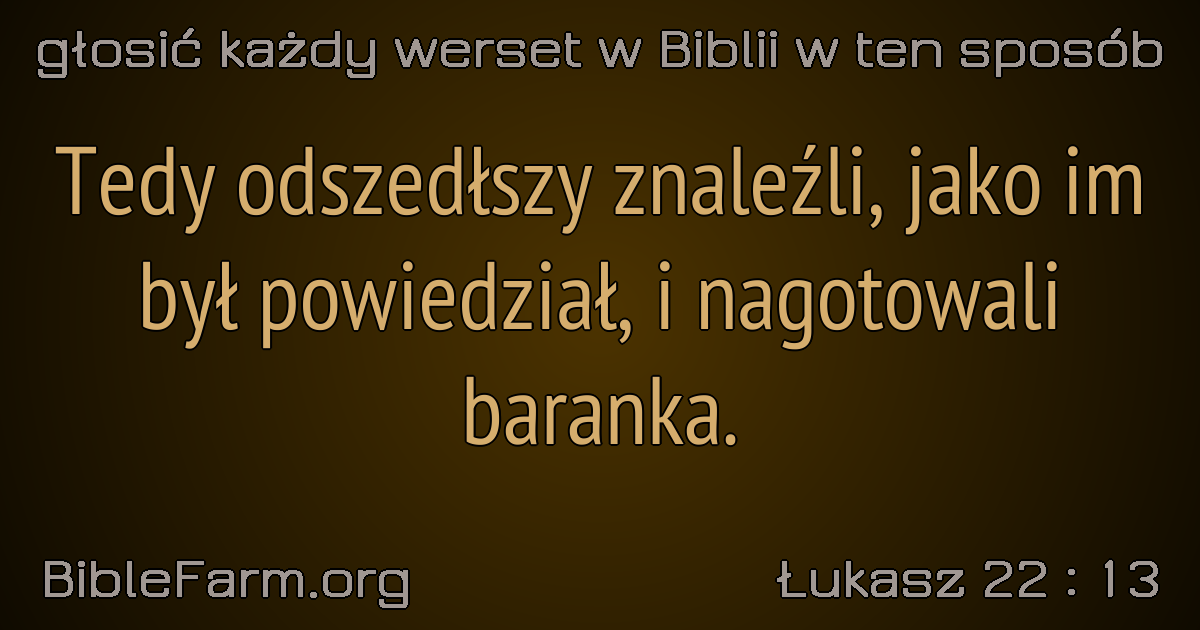 głosić każdy werset w Biblii w ten sposób
Tedy odszedłszy znaleźli, jako im
był powiedział, i nagotowali
baranka.
BibleFarm.org
Łukasz 22 : 13